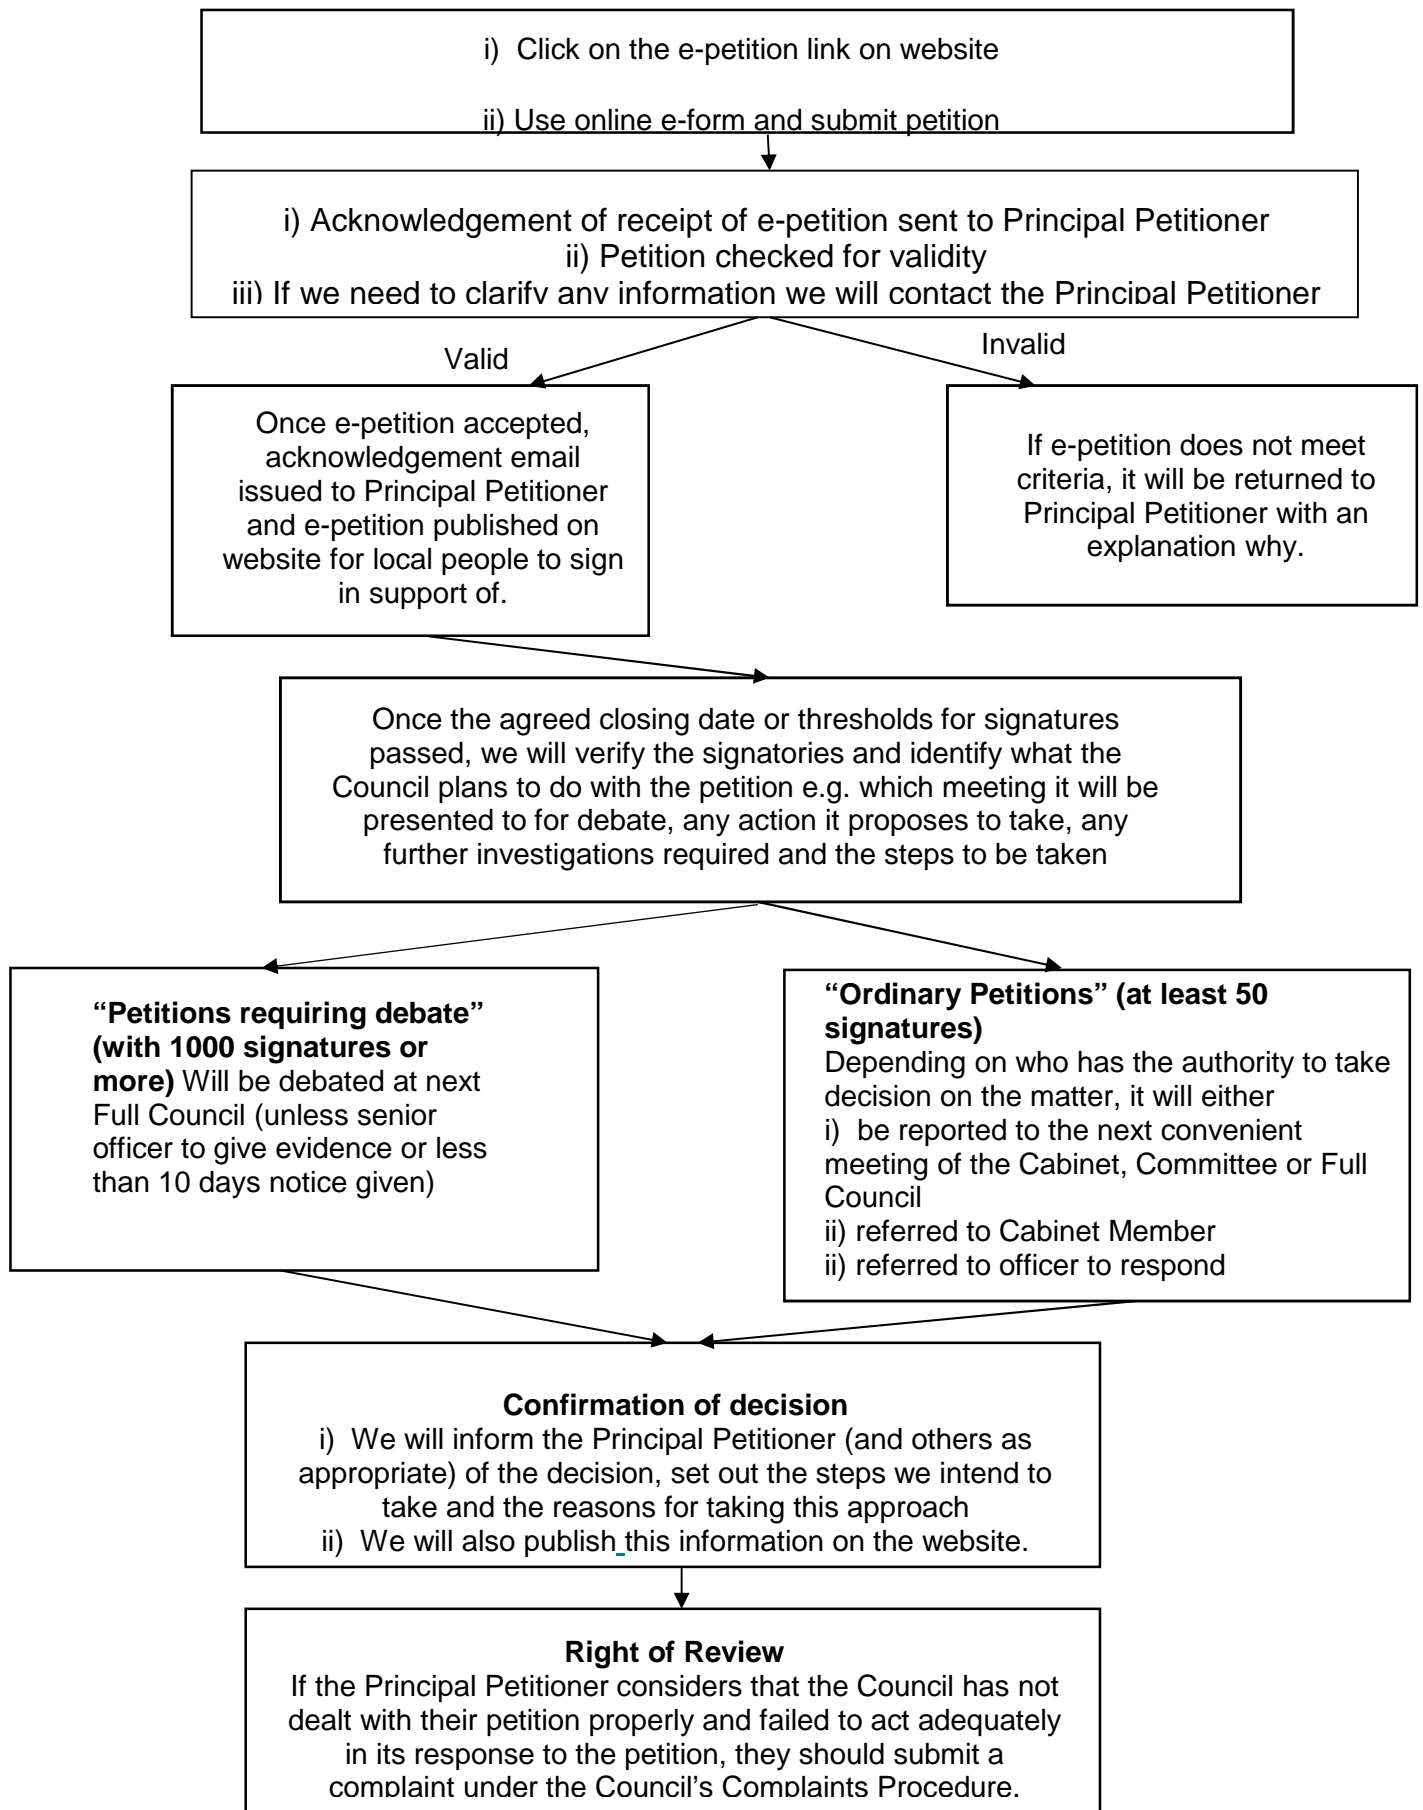 i) Click on the e-petition link on website
ii) Use online e-form and submit petition
i) Acknowledgement of receipt of e-petition sent to Principal Petitioner
ii) Petition checked for validity
iii) If we need to clarify any information we will contact the Principal Petitioner
Valid
Invalid
Once e-petition accepted,
acknowledgement email
issued to Principal Petitioner
and e-petition published on
website for local people to sign
in support of.
If e-petition does not meet
criteria, it will be returned to
Principal Petitioner with an
explanation why.
Once the agreed closing date or thresholds for signatures
passed, we will verify the signatories and identify what the
Council plans to do with the petition e.g. which meeting it will be
presented to for debate, any action it proposes to take, any
further investigations required and the steps to be taken
“Petitions requiring debate”
(with 1000 signatures or
more) Will be debated at next
Full Council (unless senior
officer to give evidence or less
than 10 days notice given)
“Ordinary Petitions” (at least 50
signatures)
Depending on who has the authority to take
decision on the matter, it will either
i) be reported to the next convenient
meeting of the Cabinet, Committee or Full
Council
ii) referred to Cabinet Member
ii) referred to officer to respond
Confirmation of decision
i) We will inform the Principal Petitioner (and others as
appropriate) of the decision, set out the steps we intend to
take and the reasons for taking this approach
ii) We will also publish this information on the website.
Right of Review
If the Principal Petitioner considers that the Council has not
dealt with their petition properly and failed to act adequately
in its response to the petition, they should submit a
complaint under the Council’s Complaints Procedure.